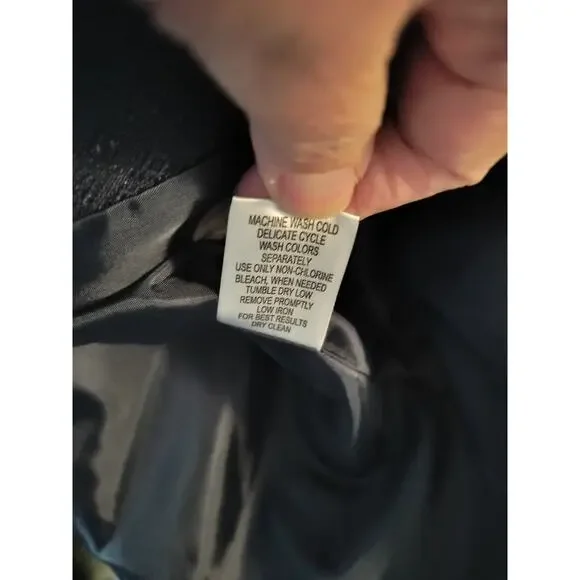 MACHINE WASH COLD
DELICATE CYCLE
WASH COLORS
SEPARATELY
USE ONLY NON-CHLORINE
BLEACH, WHEN NEEDED
TUMBLE DRY LOW
REMOVE PROMPTLY
LOW IRON
FOR BEST RESULTS
DRY CLEAN